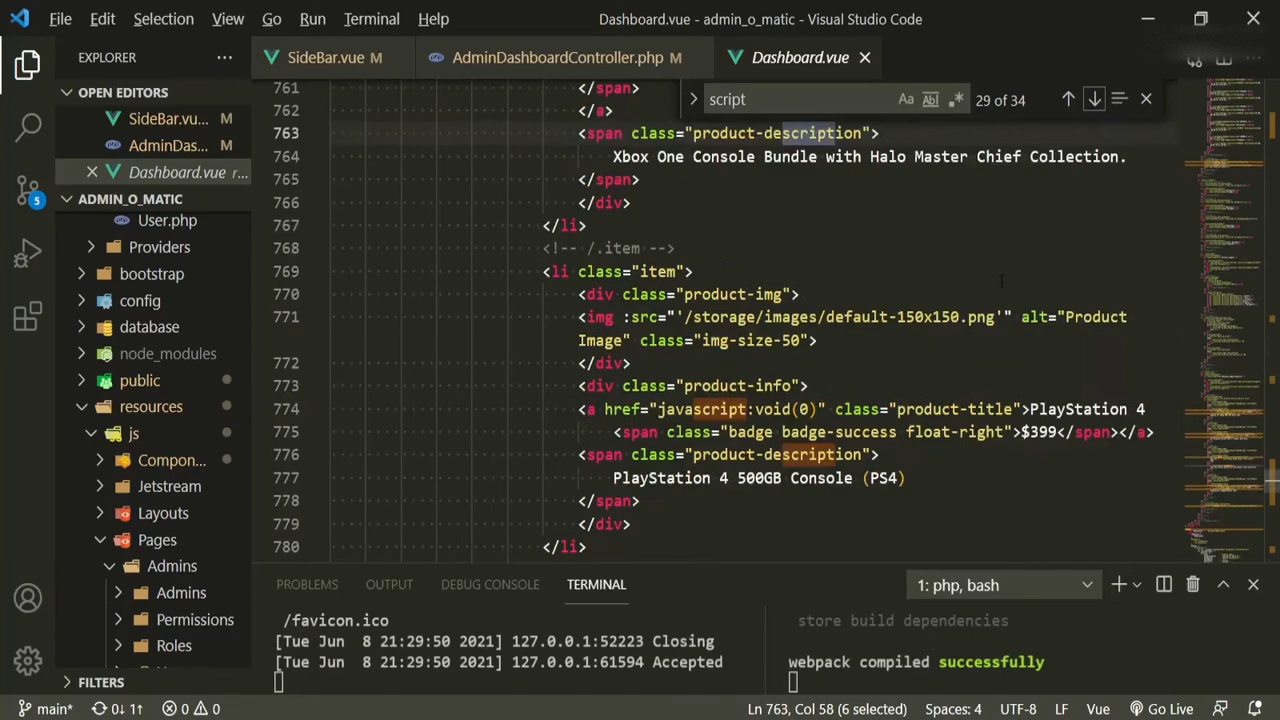 File Edit Selection View Go Run Terminal Help Dashboard.vue - admin_o_matic - Visual Studio Code
EXPLORER
SideBar.vue M
AdminDashboardController.php M
Dashboard.vue
OPEN EDITORS
SideBar.vu... M
AdminDas... M
Dashboard.vue r...
ADMIN_O_MATIC
User.php
Providers
bootstrap
config
database
node_modules
public
resources
js
Compon...
Jetstream
Layouts
Pages
Admins
Admins
Permissions
Roles
FILTERS
5
script
Aa Abl .* 29 of 34
761 </span>
762 </a>
763 <span class="product-description">
764 Xbox One Console Bundle with Halo Master Chief Collection.
765 </span>
766 </div>
767 </li>
768 <!-- /.item -->
769 <li class="item">
770 <div class="product-img">
771 <img :src="'/storage/images/default-150x150.png'" alt="Product
Image" class="img-size-50">
772 </div>
773 <div class="product-info">
774 <a href="javascript:void(0)" class="product-title">PlayStation 4
775 <span class="badge bage-success float-right">$399</span></a>
776 <span class="product-description">
777 PlayStation 4 500GB Console (PS4)
778 </span>
779 </div>
780 </li>
PROBLEMS OUTPUT DEBUG CONSOLE TERMINAL 1: php, bash
/favicon.ico
[Tue Jun  8 21:29:50 2021] 127.0.0.1:52223 Closing
[Tue Jun  8 21:29:50 2021] 127.0.0.1:61594 Accepted
store build dependencies
webpack compiled successfully
main* 0↓ 1↑ 0 0 Ln 763, Col 58 (6 selected) Spaces: 4 UTF-8 LF Vue Go Live